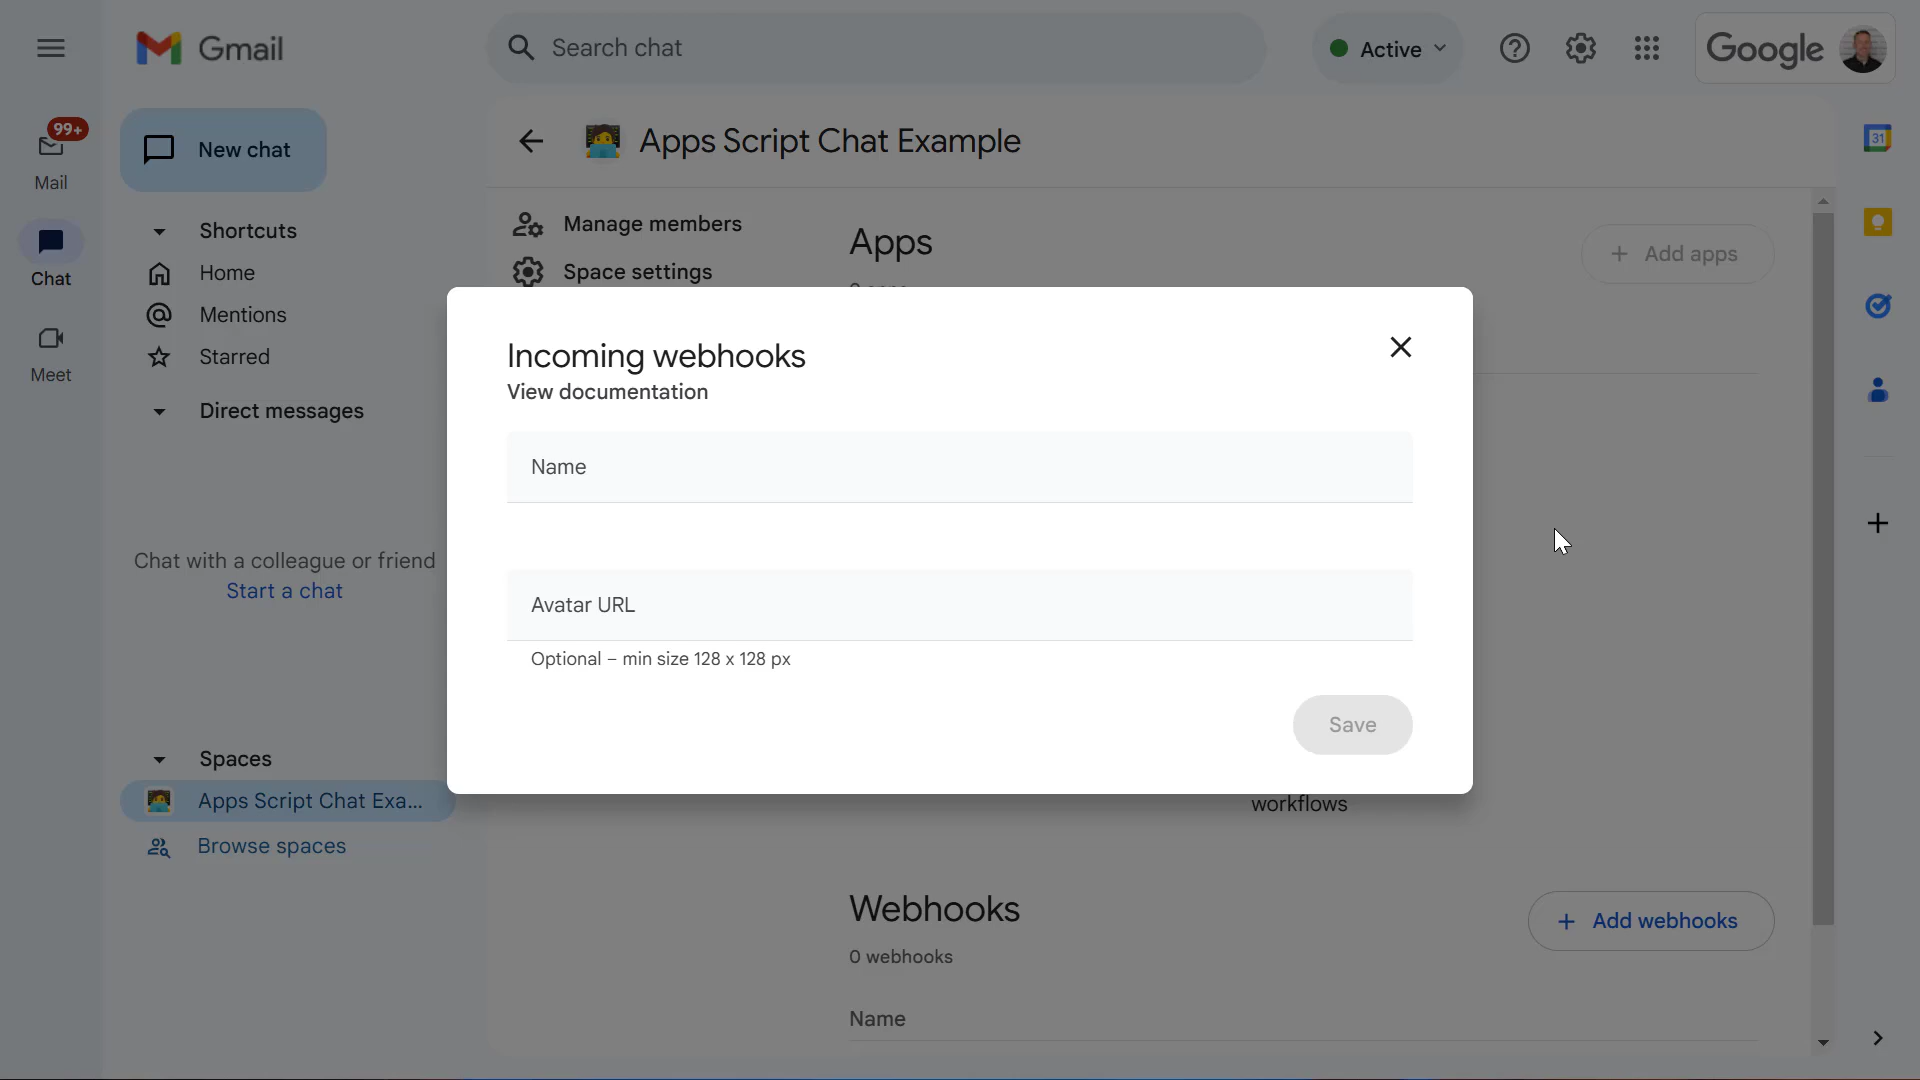 Gmail
Search chat
Active
Google
99+
Mail
Chat
Meet
New chat
Shortcuts
Home
Mentions
Starred
Direct messages
Chat with a colleague or friend
Start a chat
Spaces
Apps Script Chat Exa...
Browse spaces
Apps Script Chat Example
Manage members
Space settings
Apps
Add apps
Incoming webhooks
View documentation
Name
Avatar URL
Optional – min size 128 x 128 px
Save
workflows
Webhooks
Add webhooks
0 webhooks
Name
31